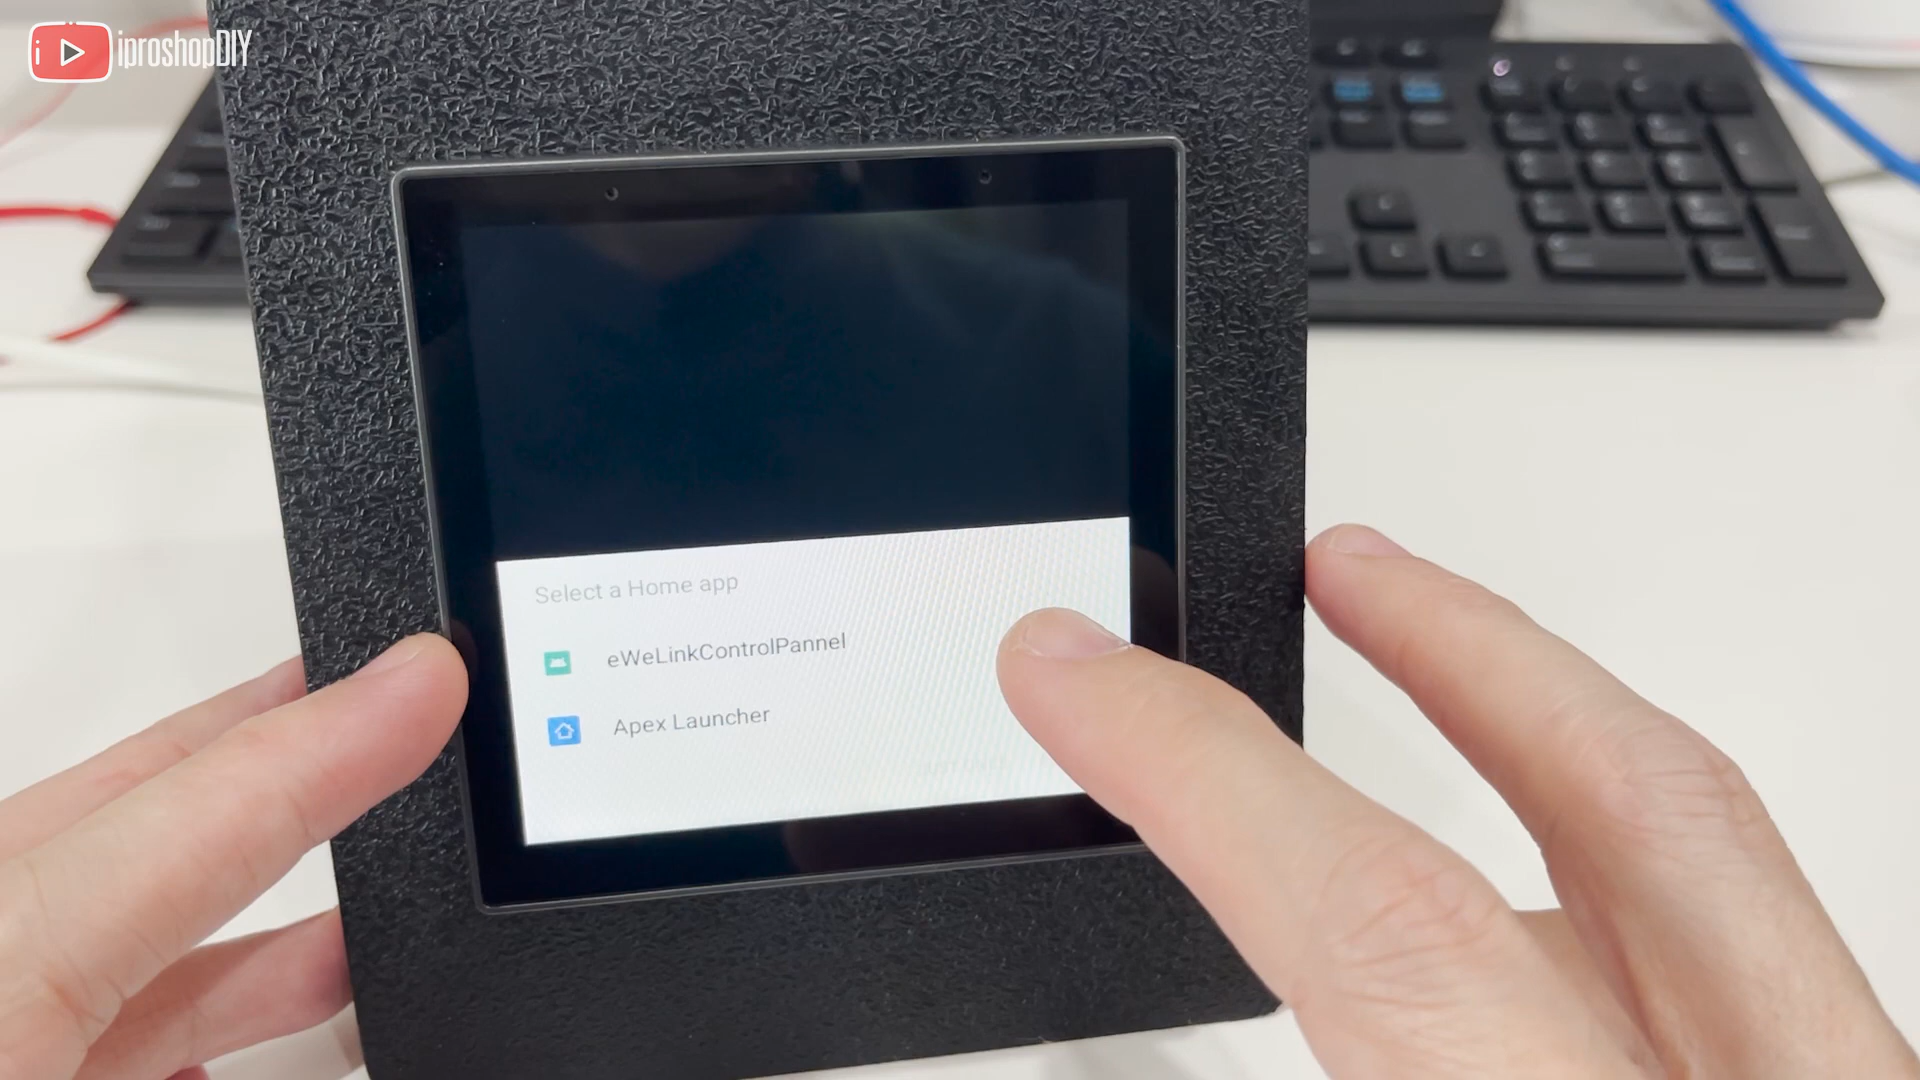 i iproshopDIY
Select a Home app
eWeLinkControlPannel
Apex Launcher